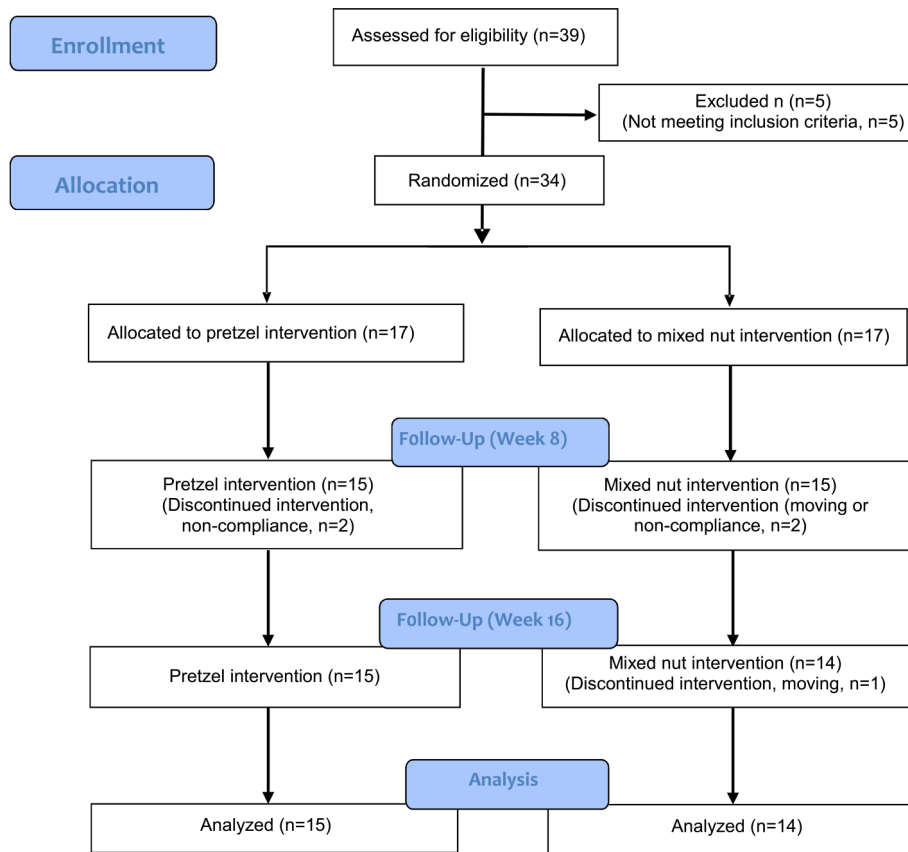 Enrollment
Assessed for eligibility (n=39)
Excluded n (n=5)
(Not meeting inclusion criteria, n=5)
Allocation
Randomized (n=34)
Allocated to pretzel intervention (n=17)
Allocated to mixed nut intervention (n=17)
Follow-Up (Week 8)
Pretzel intervention (n=15)
(Discontinued intervention,
non-compliance, n=2)
Mixed nut intervention (n=15)
(Discontinued intervention (moving or
non-compliance, n=2)
Follow-Up (Week 16)
Pretzel intervention (n=15)
Mixed nut intervention (n=14)
(Discontinued intervention, moving, n=1)
Analysis
Analyzed (n=15)
Analyzed (n=14)